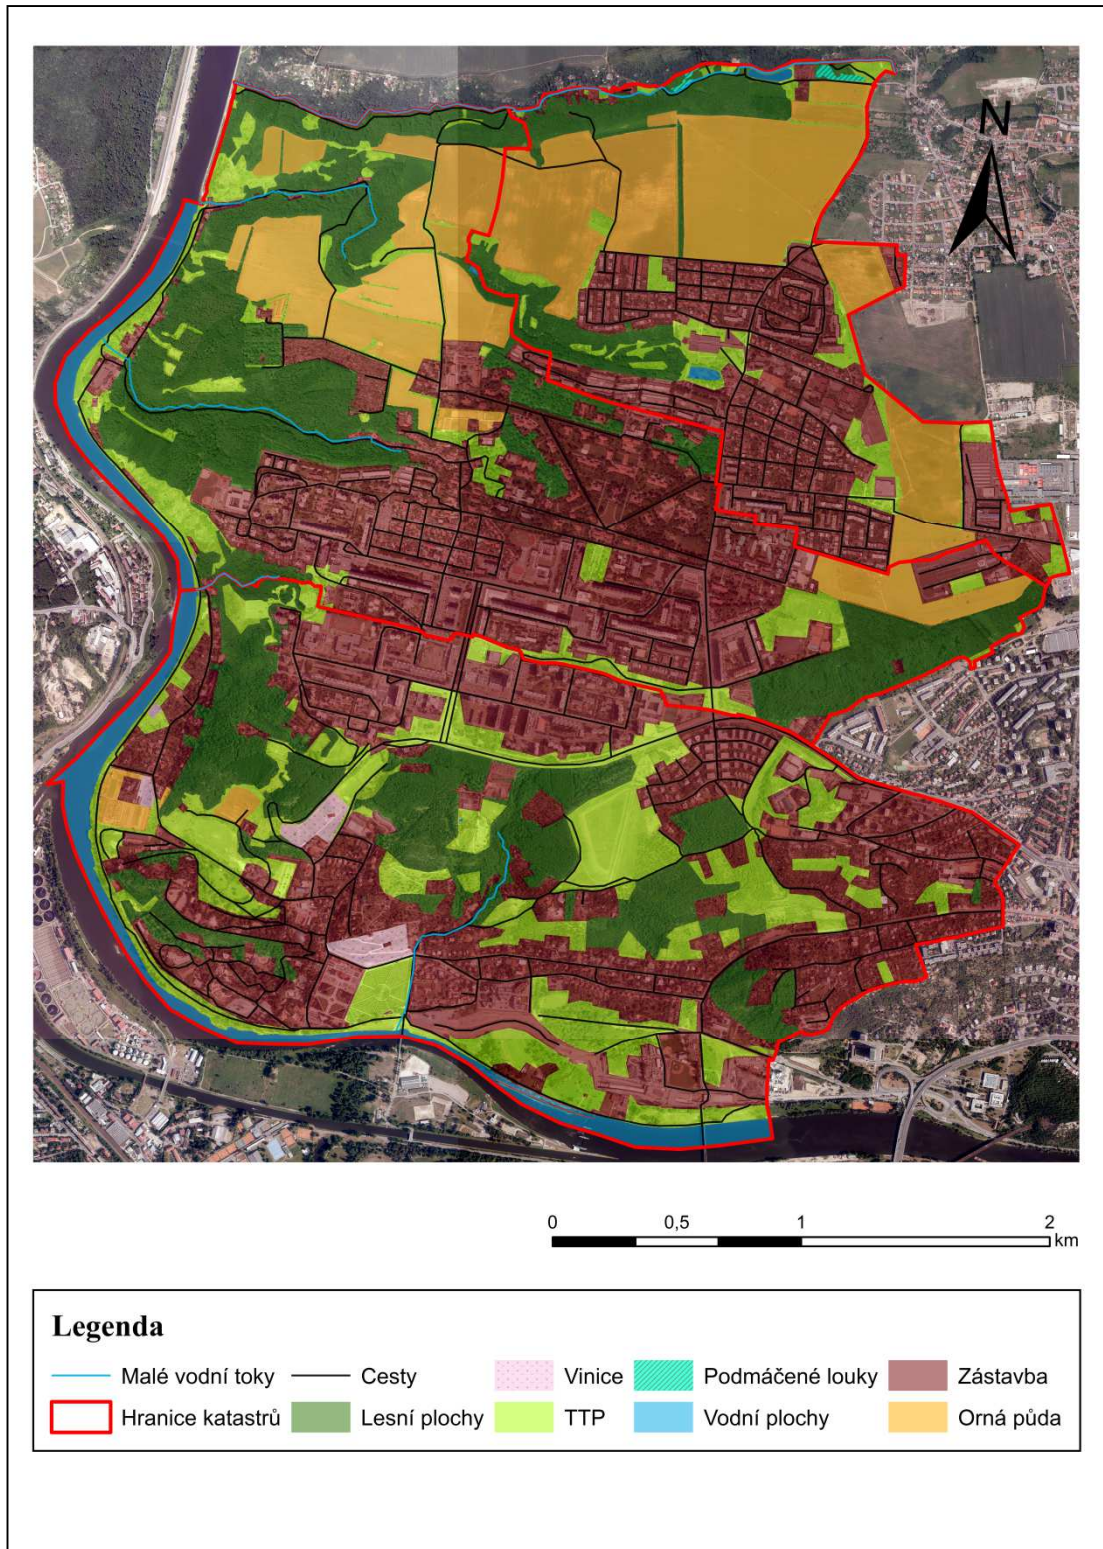 N
0 0,5 1 2
km
Legenda
Malé vodní toky Cesty Vinice Podmáčené louky Zástavba
Hranice katastrů Lesní plochy TTP Vodní plochy Orná půda